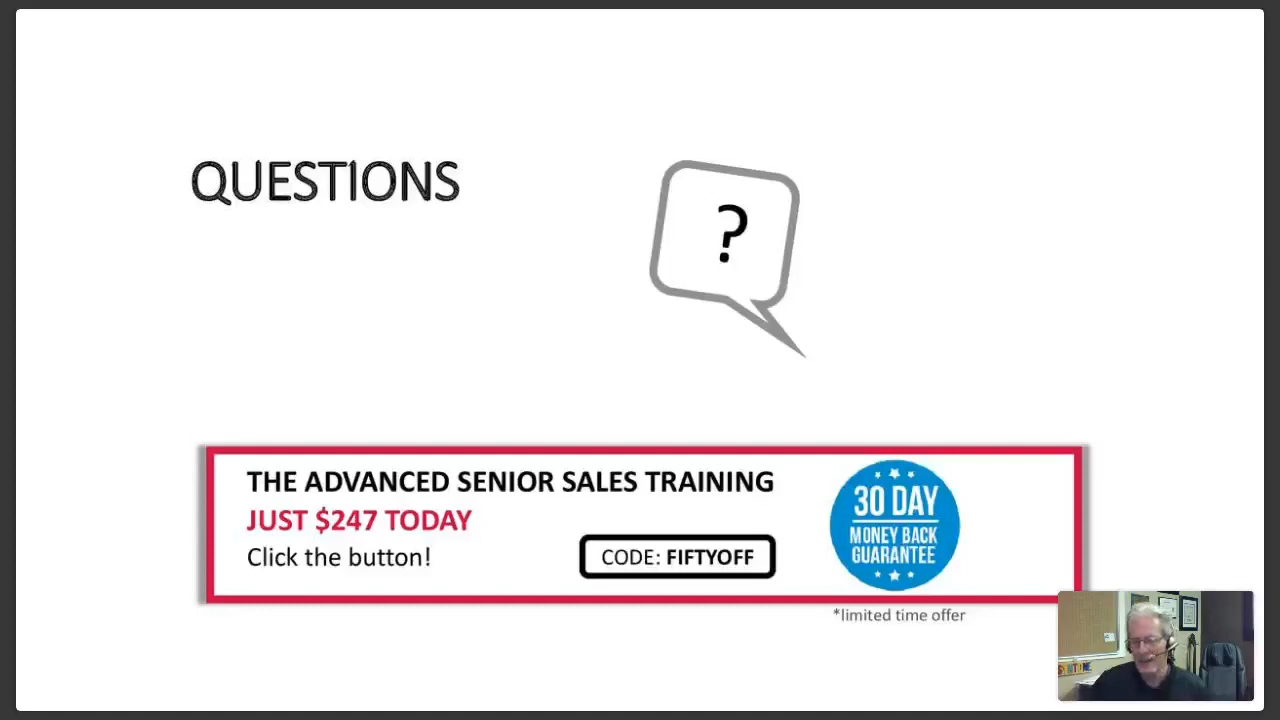 QUESTIONS
?
THE ADVANCED SENIOR SALES TRAINING
JUST $247 TODAY
Click the button!
CODE: FIFTYOFF
30 DAY
MONEY BACK
GUARANTEE
*limited time offer